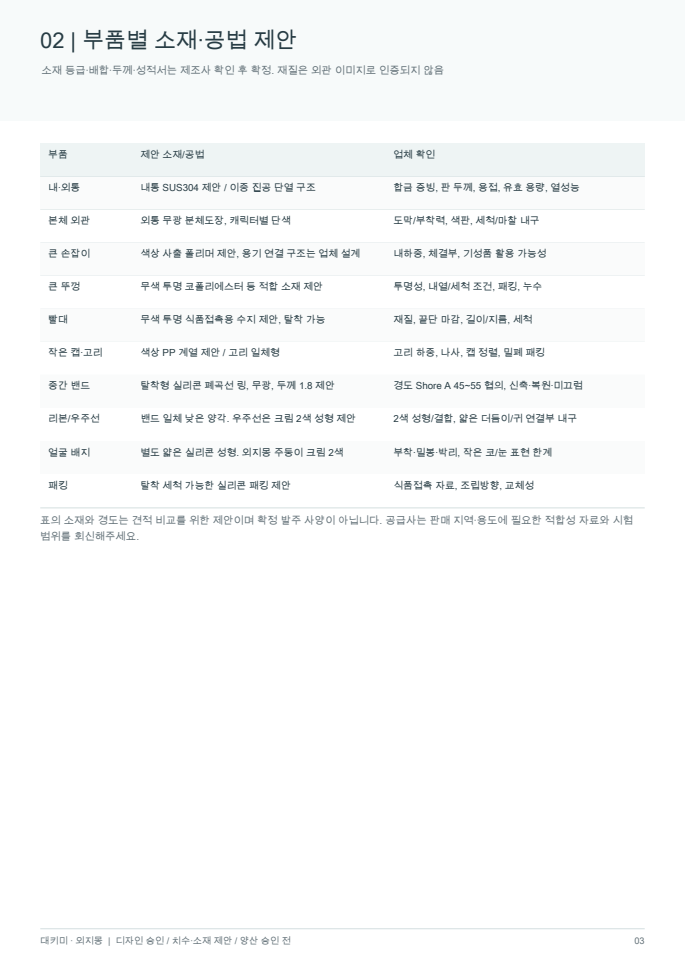 02 | 부품별 소재·공법 제안
소재 등급·배합·두께·성적서는 제조사 확인 후 확정. 재질은 외관 이미지로 인증되지 않음
부품 제안 소재/공법 업체 확인
내·외통 내통 SUS304 제안 / 이중 진공 단열 구조 합금 증빙, 판 두께, 용접, 유효 용량, 열성능
본체 외관 외통 무광 분체도장, 캐릭터별 단색 도막/부착력, 색판, 세척/마찰 내구
큰 손잡이 색상 사출 폴리머 제안, 용기 연결 구조는 업체 설계 내하중, 체결부, 기성품 활용 가능성
큰 뚜껑 무색 투명 코폴리에스터 등 적합 소재 제안 투명성, 내열/세척 조건, 패킹, 누수
빨대 무색 투명 식품접촉용 수지 제안, 탈착 가능 재질, 끝단 마감, 길이/지름, 세척
작은 캡·고리 색상 PP 계열 제안 / 고리 일체형 고리 하중, 나사, 캡 정렬, 밀폐 패킹
중간 밴드 탈착형 실리콘 폐곡선 링, 무광, 두께 1.8 제안 경도 Shore A 45~55 협의, 신축·복원·미끄럼
리본/우주선 밴드 일체 낮은 양각. 우주선은 크림 2색 성형 제안 2색 성형/결합, 얇은 더듬이/귀 연결부 내구
얼굴 배지 별도 얇은 실리콘 성형. 외지몽 주둥이 크림 2색 부착·밀봉·박리, 작은 코/눈 표현 한계
패킹 탈착 세척 가능한 실리콘 패킹 제안 식품접촉 자료, 조립방향, 교체성
표의 소재와 경도는 견적 비교를 위한 제안이며 확정 발주 사양이 아닙니다. 공급사는 판매 지역·용도에 필요한 적합성 자료와 시험
범위를 회신해주세요.
대키미 · 외지몽 | 디자인 승인 / 치수·소재 제안 / 양산 승인 전 03